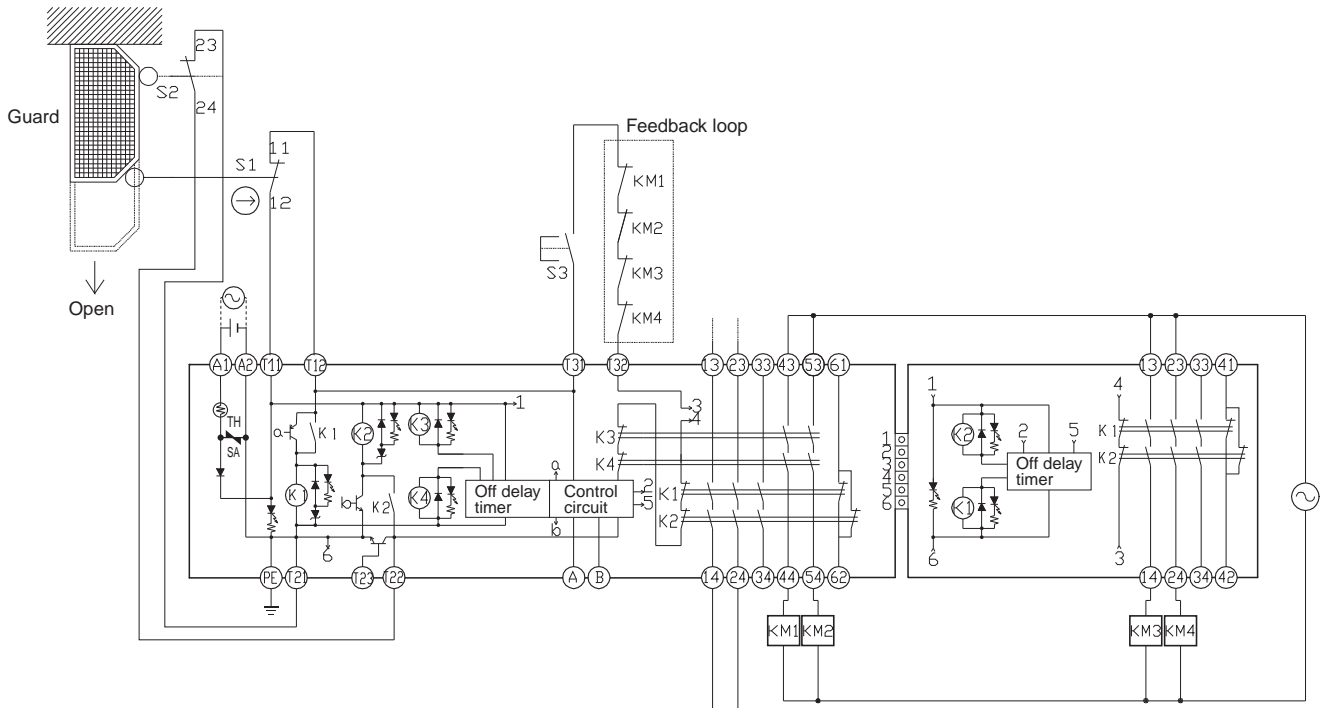 23
S2
24
Guard
Feedback loop
11
S1
12
KM1
KM2
S3
KM3
KM4
Open
A1 A2 T11 T12 T31 T32 13 23 33 43 53 61 13 23 33 41
1
3
4
1
4
TH
a
K1
K2
K3
SA
K3
K4
K1
b
K2
K4
Off delay timer
a
b
Control circuit
2
5
K1
K2
6
1
2
3
4
5
6
K2
2
5
Off delay timer
K1
K1
K2
6
3
PE T21 T23 T22 A B 14 24 34 44 54 62 14 24 34 42
KM1 KM2 KM3 KM4